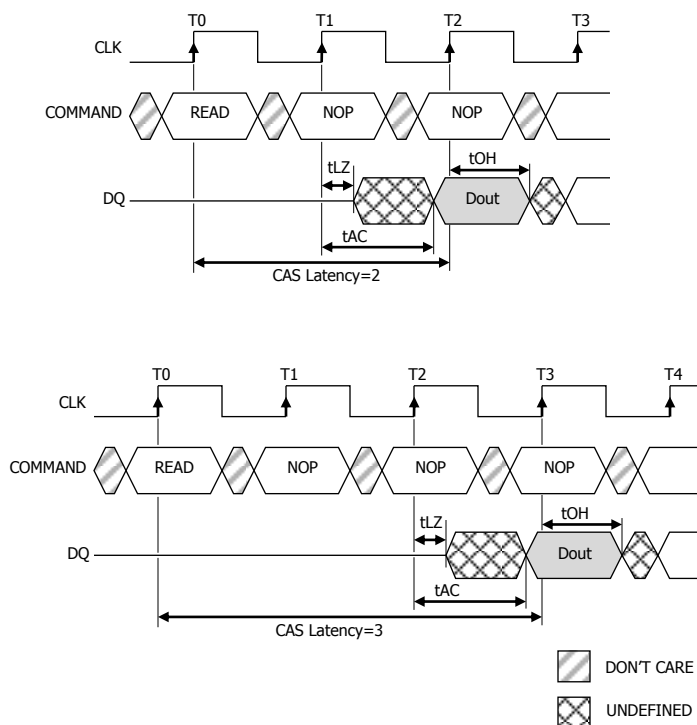 T0 T1 T2 T3
CLK
COMMAND READ NOP NOP
tLZ tOH
DQ Dout
tAC
CAS Latency=2
T0 T1 T2 T3 T4
CLK
COMMAND READ NOP NOP NOP
tLZ tOH
DQ Dout
tAC
CAS Latency=3
DON'T CARE
UNDEFINED